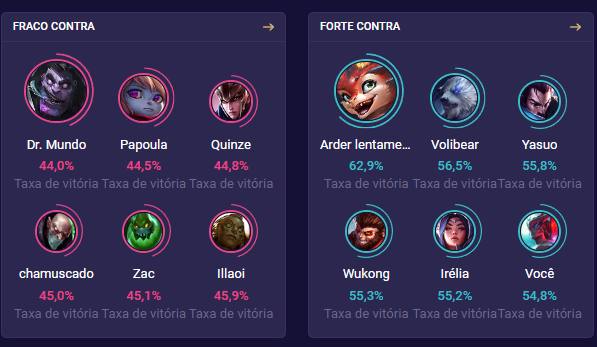 FRACO CONTRA
Dr. Mundo Papoula Quinze
44,0% 44,5% 44,8%
Taxa de vitória Taxa de vitória Taxa de vitória
chamuscado Zac Illaoi
45,0% 45,1% 45,9%
Taxa de vitória Taxa de vitória Taxa de vitória
FORTE CONTRA
Arder lentame... Volibear Yasuo
62,9% 56,5% 55,8%
Taxa de vitória Taxa de vitória Taxa de vitória
Wukong Irélia Você
55,3% 55,2% 54,8%
Taxa de vitória Taxa de vitória Taxa de vitória